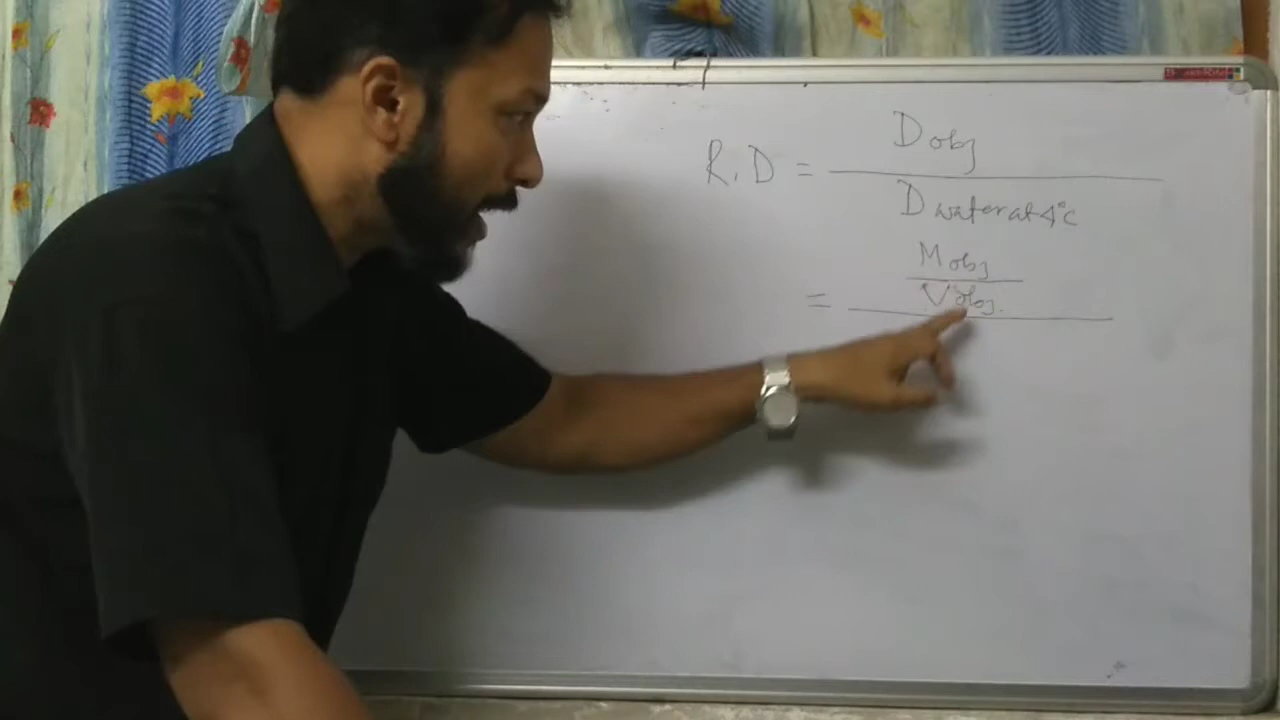 R.D = D obj
D water at 4°C
= M obj
V obj.